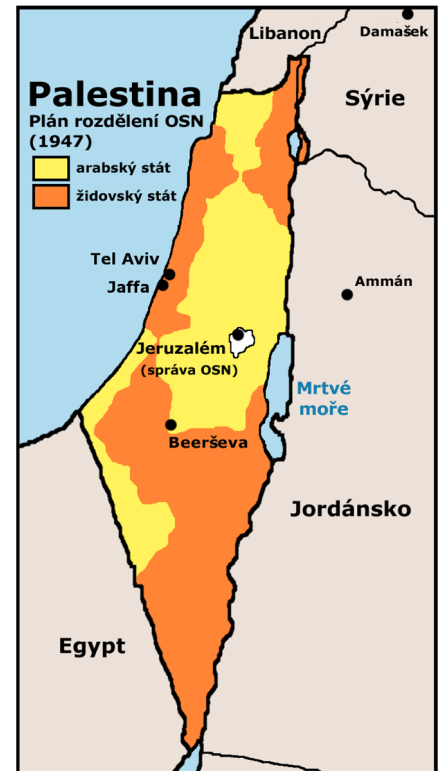 Libanon
Damašek
Palestina
Plán rozdělení OSN
(1947)
Sýrie
arabský stát
židovský stát
Tel Aviv
Jaffa
Ammán
Jeruzalém
(správa OSN)
Mrtvé
moře
Beerševa
Jordánsko
Egypt